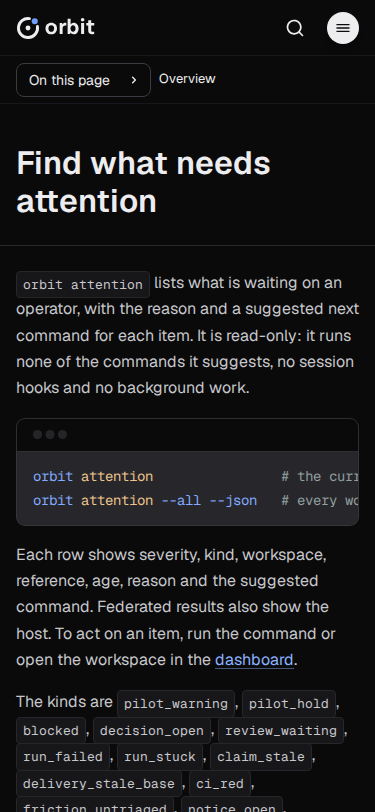 orbit
On this page
Overview
Find what needs
attention
orbit attention lists what is waiting on an
operator, with the reason and a suggested next
command for each item. It is read-only: it runs
none of the commands it suggests, no session
hooks and no background work.
orbit attention # the curr
orbit attention --all --json # every wo
Each row shows severity, kind, workspace,
reference, age, reason and the suggested
command. Federated results also show the
host. To act on an item, run the command or
open the workspace in the dashboard.
The kinds are pilot_warning, pilot_hold,
blocked, decision_open, review_waiting,
run_failed, run_stuck, claim_stale,
delivery_stale_base, ci_red,
friction_untriaged, notice_open,